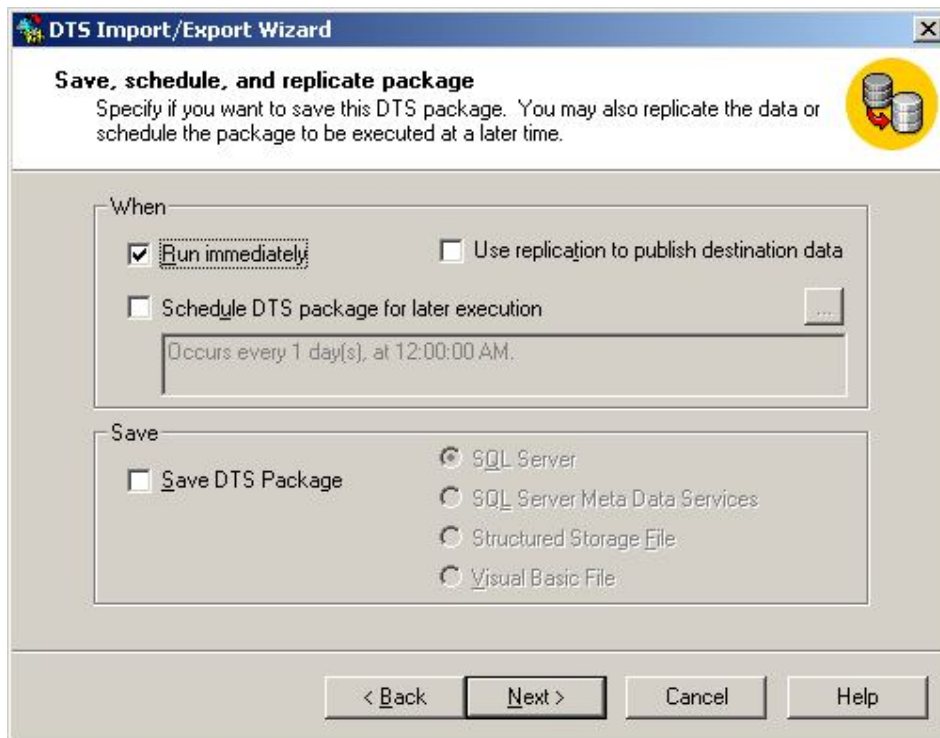 DTS Import/Export Wizard
Save, schedule, and replicate package
Specify if you want to save this DTS package. You may also replicate the data or
schedule the package to be executed at a later time.
When
Run immediately
Use replication to publish destination data
Schedule DTS package for later execution
...
Occurs every 1 day(s), at 12:00:00 AM.
Save
Save DTS Package
SQL Server
SQL Server Meta Data Services
Structured Storage File
Visual Basic File
< Back
Next >
Cancel
Help